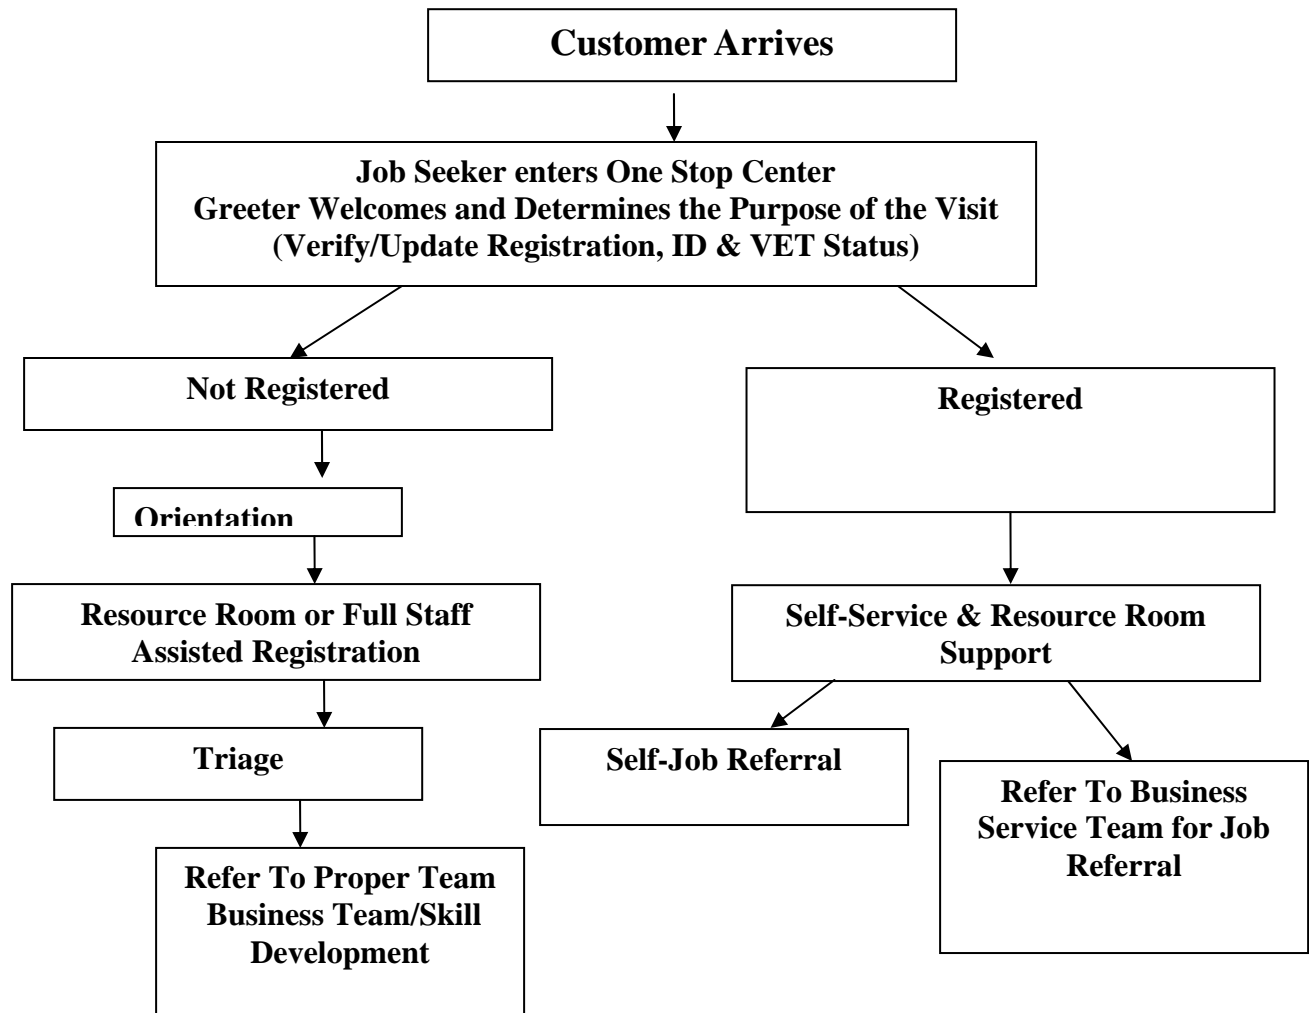 Customer Arrives
Job Seeker enters One Stop Center
Greeter Welcomes and Determines the Purpose of the Visit
(Verify/Update Registration, ID & VET Status)
Not Registered
Registered
Orientation
Resource Room or Full Staff
Assisted Registration
Self-Service & Resource Room
Support
Triage
Self-Job Referral
Refer To Business
Service Team for Job
Referral
Refer To Proper Team
Business Team/Skill
Development